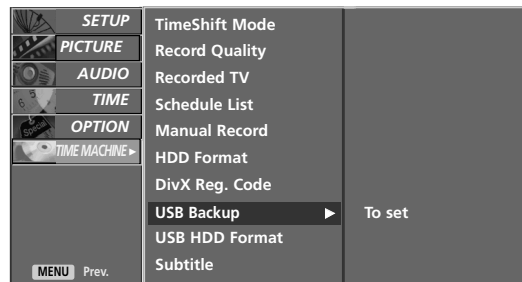 SETUP
PICTURE
AUDIO
TIME
OPTION
TIME MACHINE ►
MENU Prev.
TimeShift Mode
Record Quality
Recorded TV
Schedule List
Manual Record
HDD Format
DivX Reg. Code
USB Backup ► To set
USB HDD Format
Subtitle